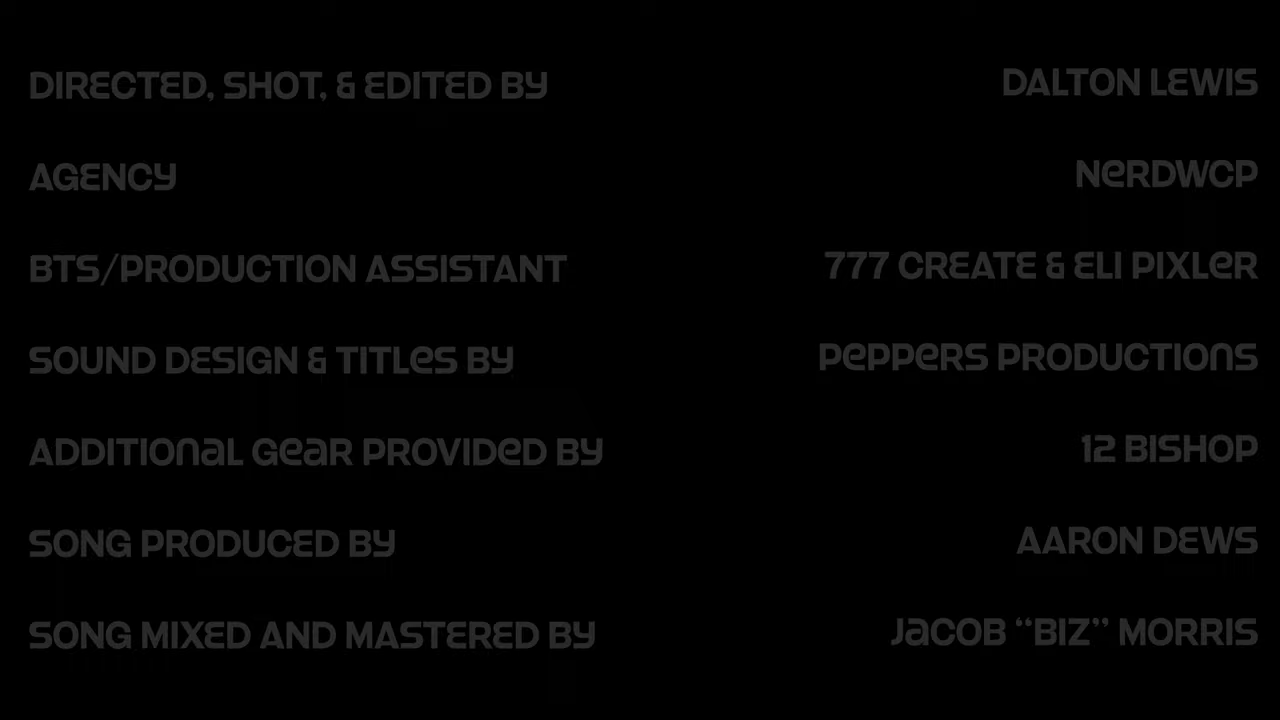 DIRECTED, SHOT, & EDITED BY DALTON LEWIS
AGENCY NeRDWCP
BTS/PRODUCTION ASSISTANT 777 CREATE & ELI PIXLeR
SOUND DESIGN & TITLeS BY PePPeRS PRODUCTIOnS
ADDITIOnaL GeaR PROVIDeD BY 12 BISHOP
SONG PRODUCED BY AARON DEWS
SONG MIXED AND MASTERED BY JaCOB “BIZ” MORRIS